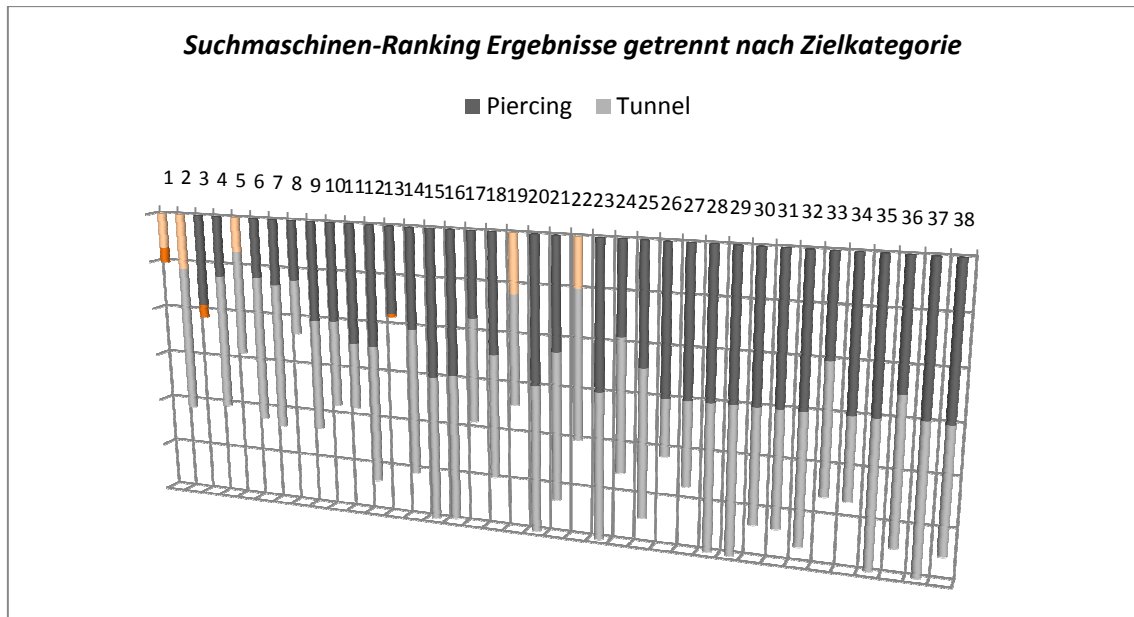 Suchmaschinen-Ranking Ergebnisse getrennt nach Zielkategorie
Piercing Tunnel
1 2 3 4 5 6 7 8 9 10 11 12 13 14 15 16 17 18 19 20 21 22 23 24 25 26 27 28 29 30 31 32 33 34 35 36 37 38